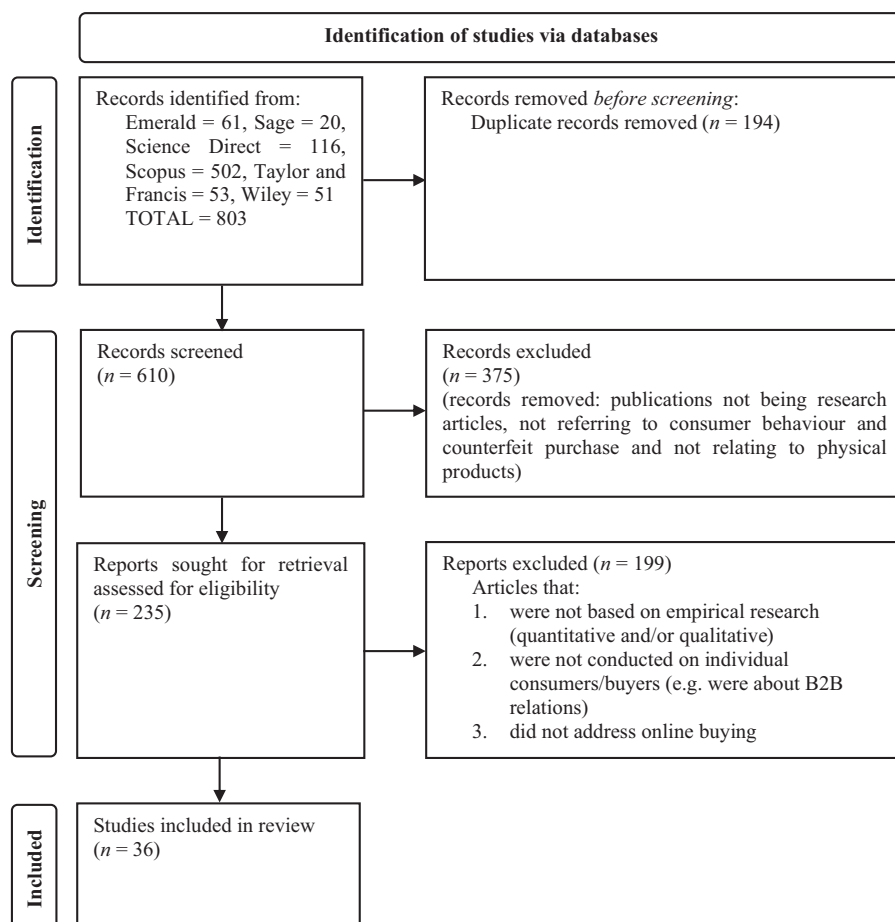 Identification of studies via databases
Identification
Records identified from:
Emerald = 61, Sage = 20,
Science Direct = 116,
Scopus = 502, Taylor and
Francis = 53, Wiley = 51
TOTAL = 803
Records removed before screening:
Duplicate records removed (n = 194)
Screening
Records screened
(n = 610)
Records excluded
(n = 375)
(records removed: publications not being research
articles, not referring to consumer behaviour and
counterfeit purchase and not relating to physical
products)
Reports sought for retrieval
assessed for eligibility
(n = 235)
Reports excluded (n = 199)
Articles that:
1. were not based on empirical research
(quantitative and/or qualitative)
2. were not conducted on individual
consumers/buyers (e.g. were about B2B
relations)
3. did not address online buying
Included
Studies included in review
(n = 36)